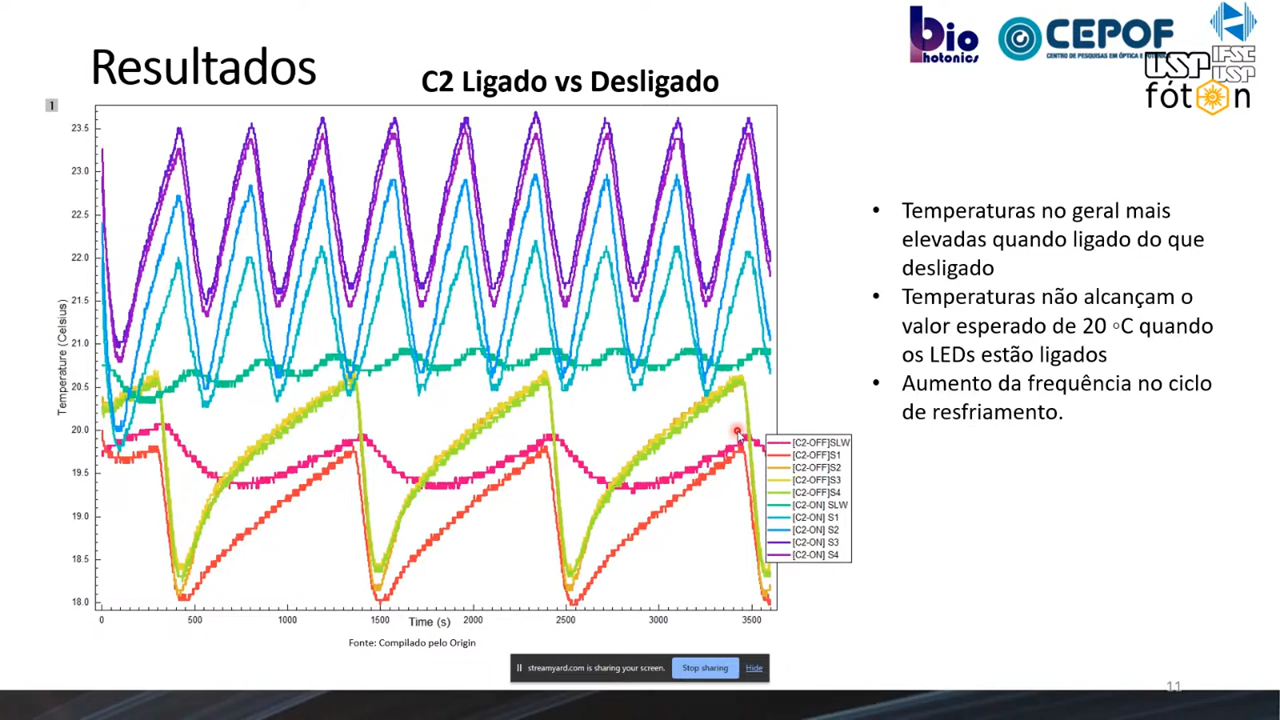 Resultados
C2 Ligado vs Desligado
bio
Photonics
CEPOF
CENTRO DE PESQUISAS EM ÓPTICA E FOTÔNICA
USP
IFSC
USP
fóton
1
Temperature (Celsius)
23.5
23.0
22.5
22.0
21.5
21.0
20.5
20.0
19.5
19.0
18.5
18.0
0
500
1000
1500
2000
2500
3000
3500
Time (s)
[C2-OFF]SLW
[C2-OFF]S1
[C2-OFF]S2
[C2-OFF]S3
[C2-OFF]S4
[C2-ON] SLW
[C2-ON] S1
[C2-ON] S2
[C2-ON] S3
[C2-ON] S4
Fonte: Compilado pelo Origin
• Temperaturas no geral mais
elevadas quando ligado do que
desligado
• Temperaturas não alcançam o
valor esperado de 20 ◦C quando
os LEDs estão ligados
• Aumento da frequência no ciclo
de resfriamento.
streamyard.com is sharing your screen.
Stop sharing
Hide
11